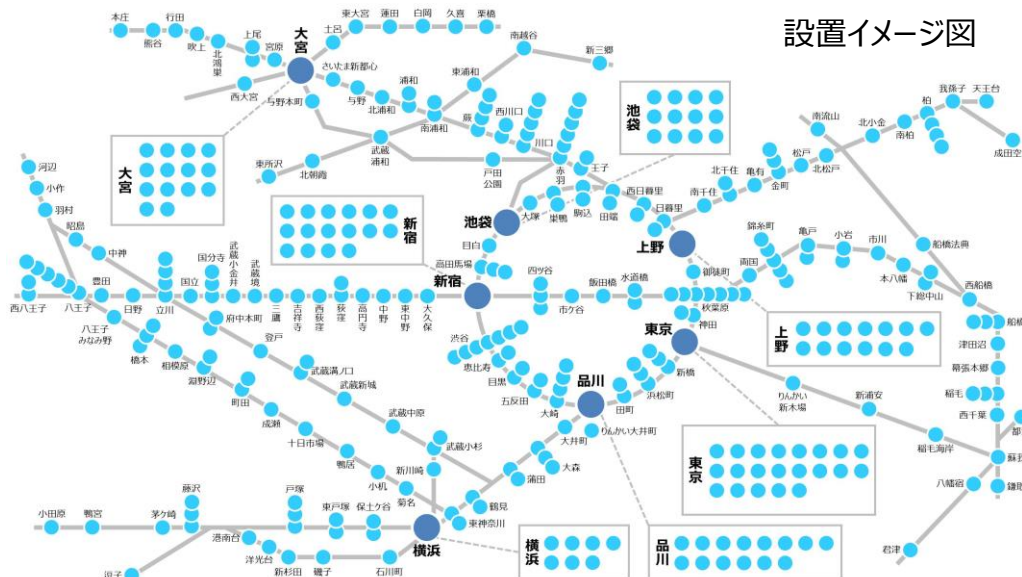 設置イメージ図
本庄
熊谷
行田
吹上
北鴻巣
上尾
宮原
大宮
土呂
東大宮
蓮田
白岡
久喜
栗橋
さいたま新都心
西大宮
与野本町
与野
北浦和
浦和
南浦和
東浦和
南越谷
新三郷
蕨
西川口
川口
武蔵浦和
東所沢
北朝霞
戸田公園
赤羽
王子
池袋
大宮
新宿
池袋
大塚
巣鴨
駒込
田端
西日暮里
日暮里
上野
南千住
北千住
亀有
金町
松戸
北松戸
南流山
北小金
南柏
柏
我孫子
天王台
成田空
河辺
小作
羽村
昭島
中神
西八王子
八王子
豊田
日野
立川
国立
国分寺
武蔵小金井
武蔵境
三鷹
吉祥寺
西荻窪
荻窪
高円寺
中野
東中野
大久保
新宿
高田馬場
目白
四ツ谷
市ケ谷
飯田橋
水道橋
秋葉原
御徒町
神田
錦糸町
両国
亀戸
小岩
市川
本八幡
下総中山
船橋法典
西船橋
船橋
津田沼
幕張本郷
稲毛
西千葉
都
蘇我
鎌取
八王子みなみ野
橋本
相模原
淵野辺
町田
成瀬
十日市場
鴨居
小机
菊名
府中本町
登戸
武蔵溝ノ口
武蔵新城
武蔵中原
武蔵小杉
新川崎
渋谷
恵比寿
目黒
五反田
大崎
品川
田町
浜松町
新橋
東京
上野
りんかい大井町
大井町
大森
蒲田
鶴見
東神奈川
りんかい新木場
新浦安
稲毛海岸
八幡宿
君津
東京
小田原
鴨宮
茅ケ崎
藤沢
戸塚
東戸塚
保土ケ谷
横浜
港南台
洋光台
新杉田
磯子
石川町
逗子
横浜
品川